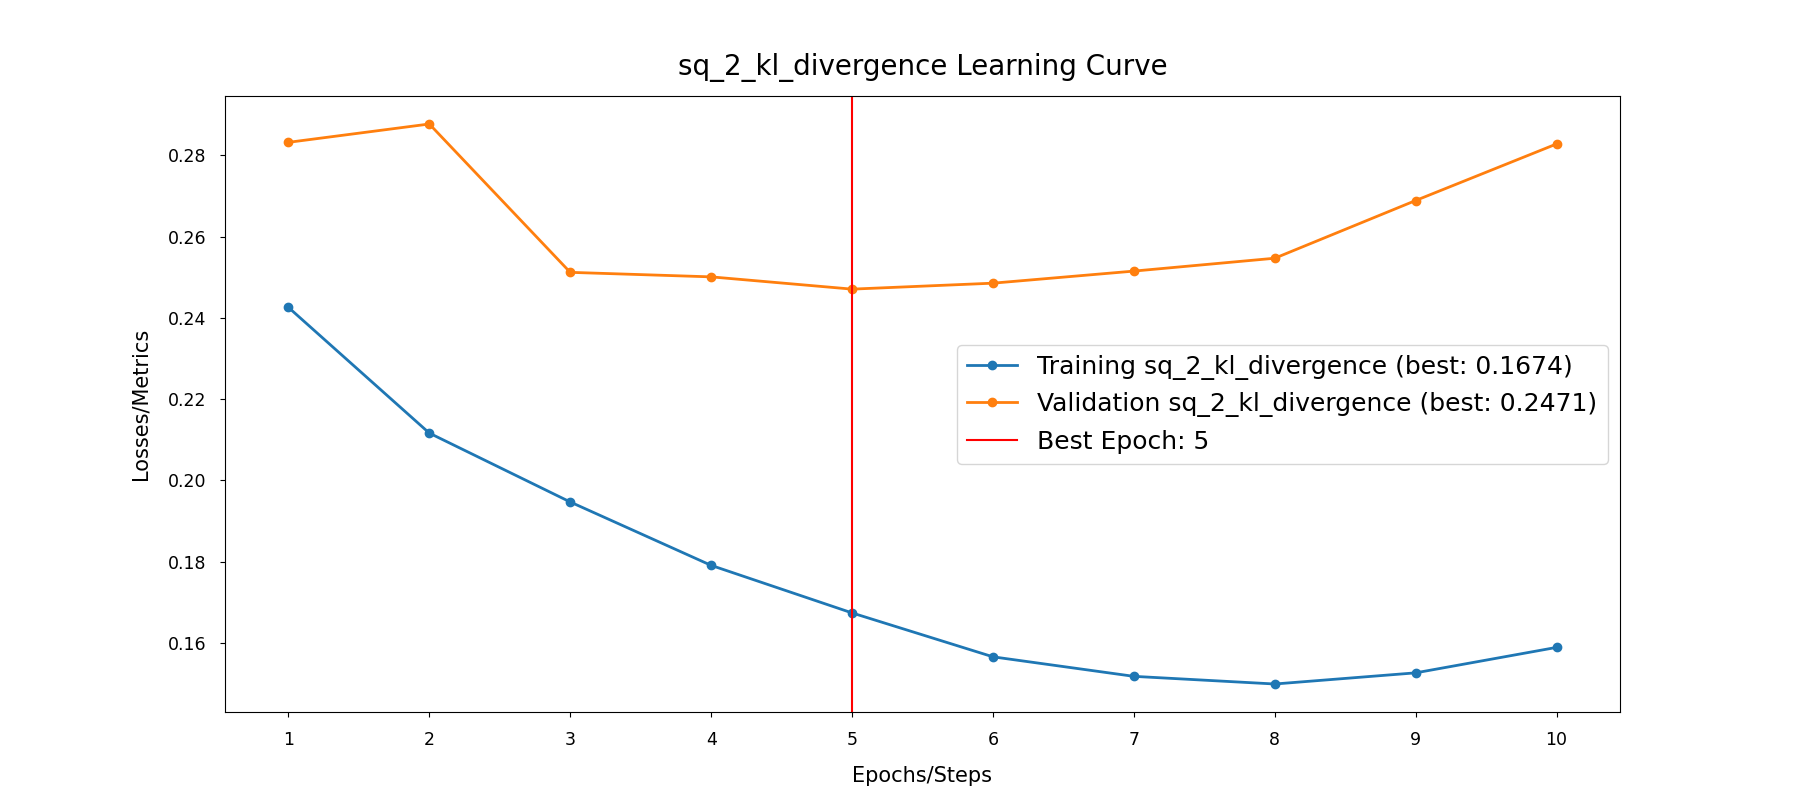 sq_2_kl_divergence Learning Curve
Losses/Metrics
0.28
0.26
0.24
0.22
0.20
0.18
0.16
Training sq_2_kl_divergence (best: 0.1674)
Validation sq_2_kl_divergence (best: 0.2471)
Best Epoch: 5
1 2 3 4 5 6 7 8 9 10
Epochs/Steps